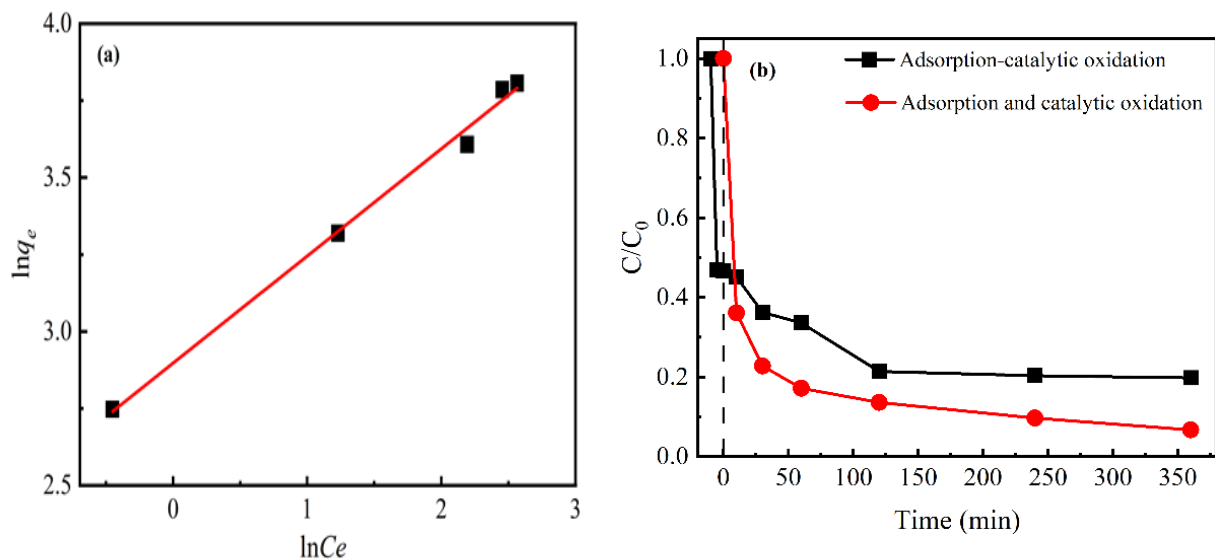 (a)
4.0
3.5
3.0
2.5
lnqₑ
0 1 2 3
lnCe
(b)
Adsorption-catalytic oxidation
Adsorption and catalytic oxidation
1.0
0.8
0.6
0.4
0.2
0.0
C/C₀
0 50 100 150 200 250 300 350
Time (min)